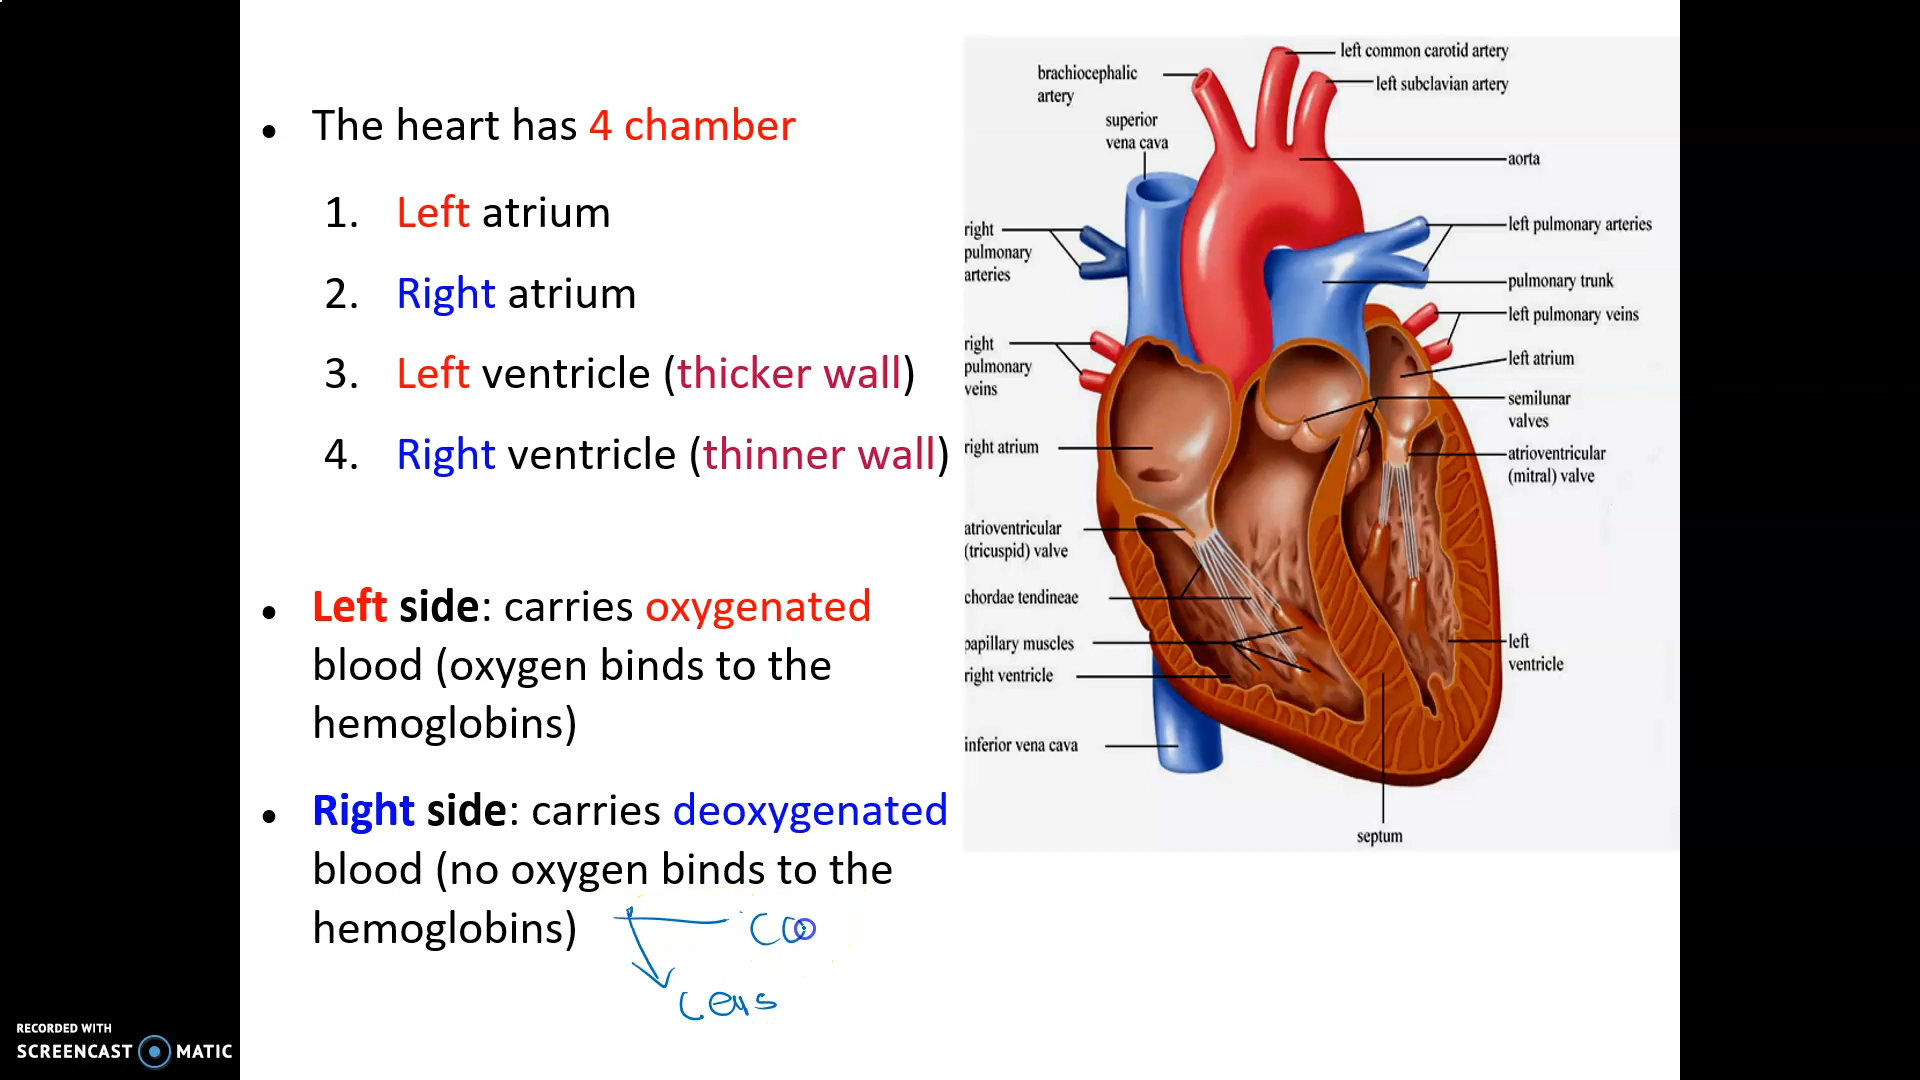 The heart has 4 chamber
1. Left atrium
2. Right atrium
3. Left ventricle (thicker wall)
4. Right ventricle (thinner wall)
Left side: carries oxygenated
blood (oxygen binds to the
hemoglobins)
Right side: carries deoxygenated
blood (no oxygen binds to the
hemoglobins)
cells
brachiocephalic
artery
superior
vena cava
right
pulmonary
arteries
right
pulmonary
veins
right atrium
atrioventricular
(tricuspid) valve
chordae tendineae
papillary muscles
right ventricle
inferior vena cava
left common carotid artery
left subclavian artery
aorta
left pulmonary arteries
pulmonary trunk
left pulmonary veins
left atrium
semilunar
valves
atrioventricular
(mitral) valve
left
ventricle
septum
RECORDED WITH
SCREENCAST MATIC